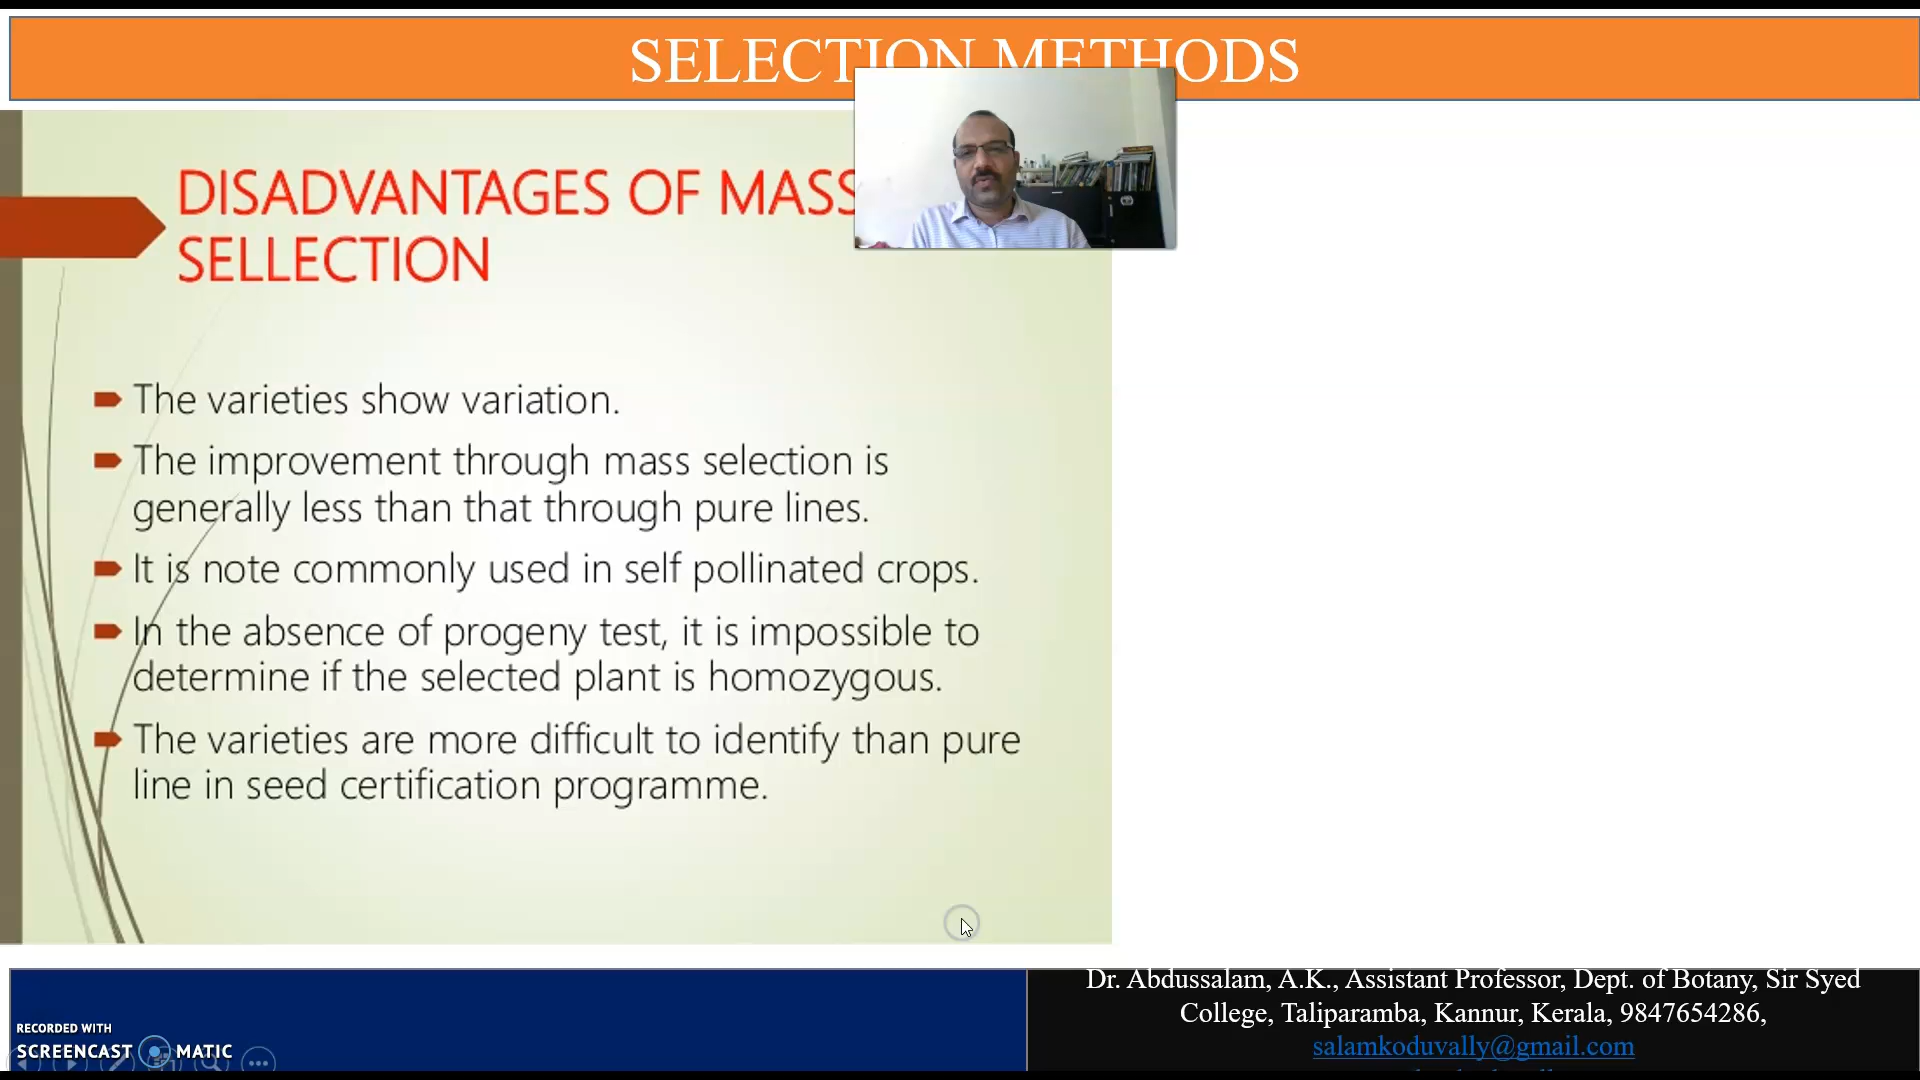 SELECTION METHODS
DISADVANTAGES OF MASS
SELLECTION
The varieties show variation.
The improvement through mass selection is
generally less than that through pure lines.
It is note commonly used in self pollinated crops.
In the absence of progeny test, it is impossible to
determine if the selected plant is homozygous.
The varieties are more difficult to identify than pure
line in seed certification programme.
Dr. Abdussalam, A.K., Assistant Professor, Dept. of Botany, Sir Syed
College, Taliparamba, Kannur, Kerala, 9847654286,
salamkoduvally@gmail.com
RECORDED WITH
SCREENCAST MATIC